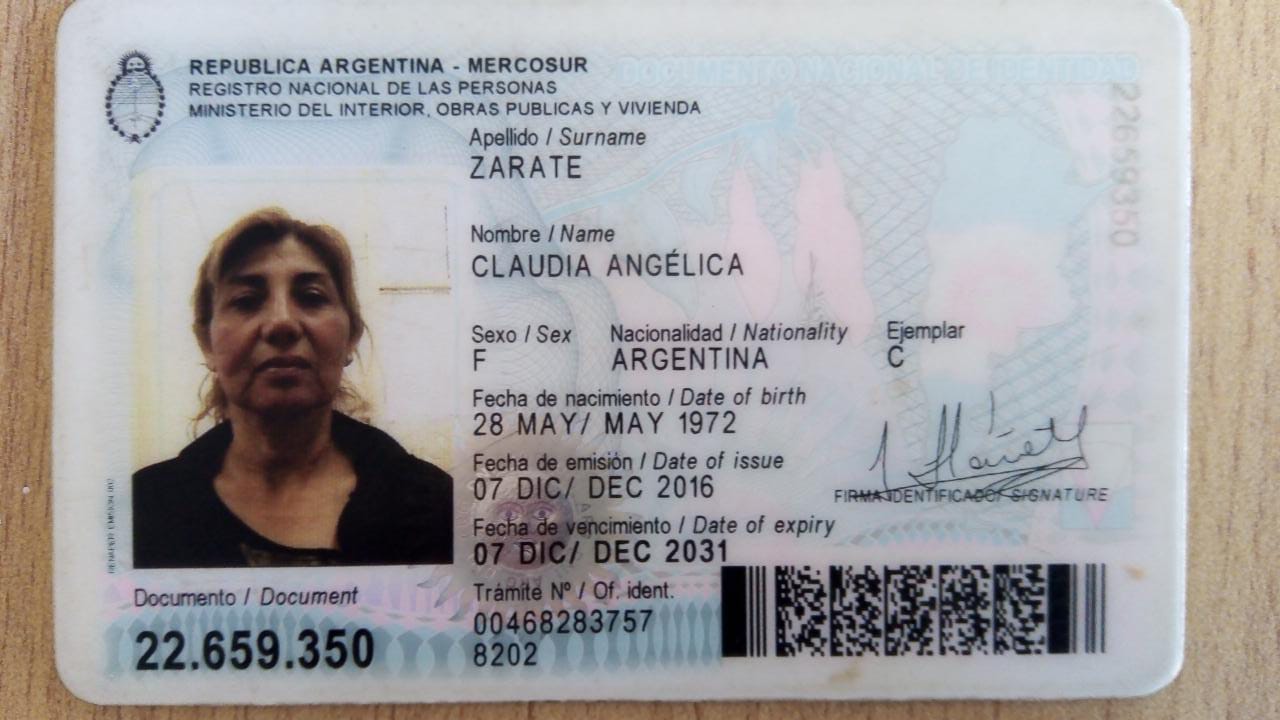 REPUBLICA ARGENTINA - MERCOSUR
REGISTRO NACIONAL DE LAS PERSONAS
MINISTERIO DEL INTERIOR, OBRAS PUBLICAS Y VIVIENDA
DOCUMENTO NACIONAL DE IDENTIDAD
22659350
Apellido / Surname
ZARATE
Nombre / Name
CLAUDIA ANGÉLICA
Sexo / Sex Nacionalidad / Nationality Ejemplar
F ARGENTINA C
Fecha de nacimiento / Date of birth
28 MAY/ MAY 1972
Fecha de emisión / Date of issue
07 DIC/ DEC 2016
FIRMA IDENTIFICADO/ SIGNATURE
Fecha de vencimiento / Date of expiry
07 DIC/ DEC 2031
Documento / Document
22.659.350
Trámite Nº / Of. ident.
00468283757
8202